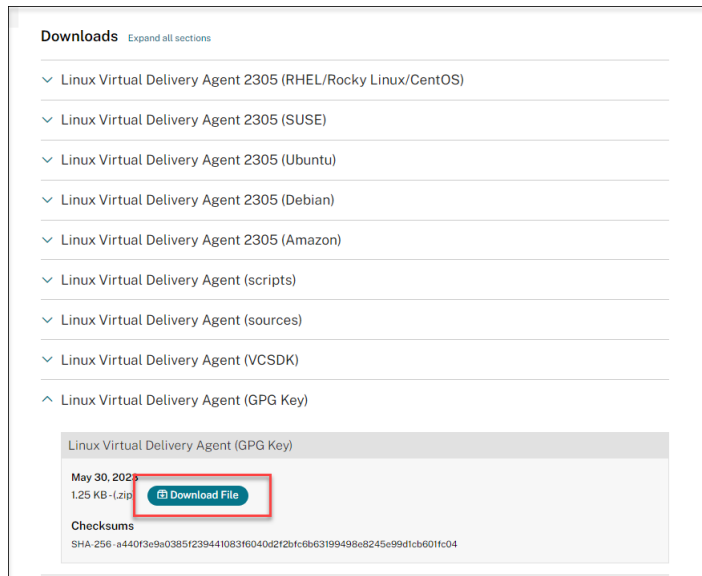 Downloads Expand all sections
Linux Virtual Delivery Agent 2305 (RHEL/Rocky Linux/CentOS)
Linux Virtual Delivery Agent 2305 (SUSE)
Linux Virtual Delivery Agent 2305 (Ubuntu)
Linux Virtual Delivery Agent 2305 (Debian)
Linux Virtual Delivery Agent 2305 (Amazon)
Linux Virtual Delivery Agent (scripts)
Linux Virtual Delivery Agent (sources)
Linux Virtual Delivery Agent (VCSDK)
Linux Virtual Delivery Agent (GPG Key)
Linux Virtual Delivery Agent (GPG Key)
May 30, 2023
1.25 KB - (.zip Download File
Checksums
SHA-256 - a440f3e9a0385f239441083f6040d2f2bfc6b63199498e8245e99d1cb601fc04